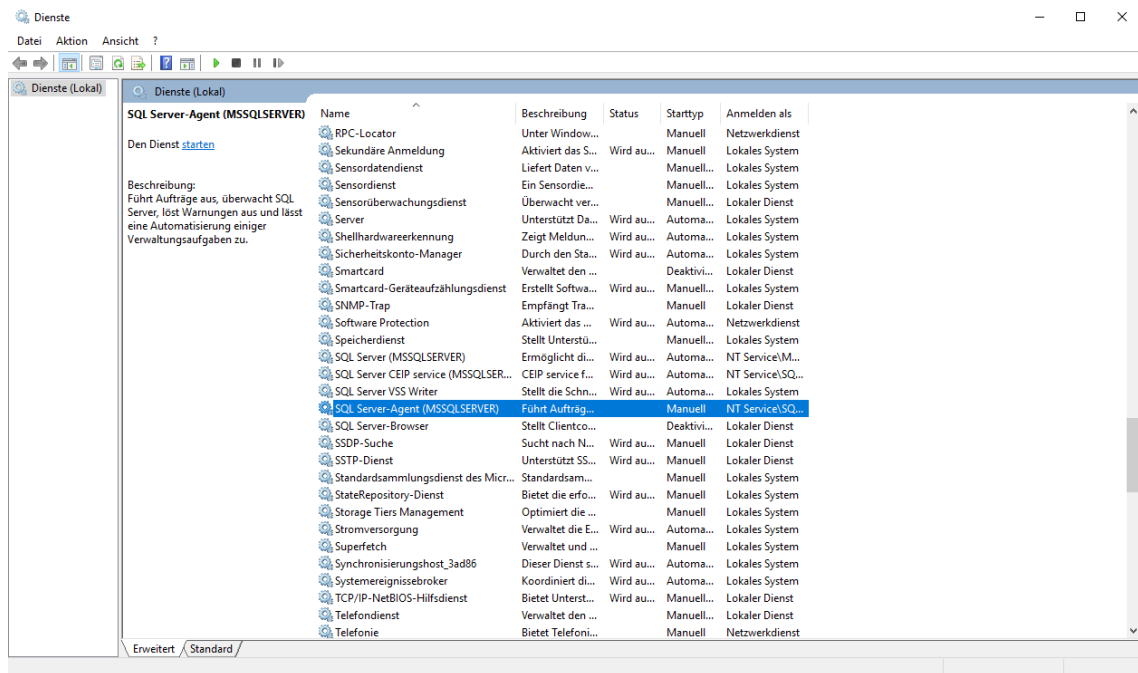 Dienste
Datei Aktion Ansicht ?
Dienste (Lokal)
Dienste (Lokal)
SQL Server-Agent (MSSQLSERVER)
Den Dienst starten
Beschreibung:
Führt Aufträge aus, überwacht SQL
Server, löst Warnungen aus und lässt
eine Automatisierung einiger
Verwaltungsaufgaben zu.
Name Beschreibung Status Starttyp Anmelden als
RPC-Locator Unter Window... Manuell Netzwerkdienst
Sekundäre Anmeldung Aktiviert das S... Wird au... Manuell Lokales System
Sensordatendienst Liefert Daten v... Manuell... Lokales System
Sensordienst Ein Sensordie... Manuell... Lokales System
Sensorüberwachungsdienst Überwacht ver... Manuell... Lokaler Dienst
Server Unterstützt Da... Wird au... Automa... Lokales System
Shellhardwareerkennung Zeigt Meldun... Wird au... Automa... Lokales System
Sicherheitskonto-Manager Durch den Sta... Wird au... Automa... Lokales System
Smartcard Verwaltet den ... Deaktivi... Lokaler Dienst
Smartcard-Geräteaufzählungsdienst Erstellt Softwa... Wird au... Manuell... Lokales System
SNMP-Trap Empfängt Tra... Manuell Lokaler Dienst
Software Protection Aktiviert das ... Wird au... Automa... Netzwerkdienst
Speicherdienst Stellt Unterstü... Manuell... Lokales System
SQL Server (MSSQLSERVER) Ermöglicht di... Wird au... Automa... NT Service\M...
SQL Server CEIP service (MSSQLSER... CEIP service f... Wird au... Automa... NT Service\SQ...
SQL Server VSS Writer Stellt die Schn... Wird au... Automa... Lokales System
SQL Server-Agent (MSSQLSERVER) Führt Aufträg... Manuell NT Service\SQ...
SQL Server-Browser Stellt Clientco... Deaktivi... Lokaler Dienst
SSDP-Suche Sucht nach N... Wird au... Manuell Lokaler Dienst
SSTP-Dienst Unterstützt SS... Wird au... Manuell Lokaler Dienst
Standardsammlungsdienst des Micr... Standardsam... Manuell Lokales System
StateRepository-Dienst Bietet die erfo... Wird au... Manuell Lokales System
Storage Tiers Management Optimiert die ... Manuell Lokales System
Stromversorgung Verwaltet die E... Wird au... Automa... Lokales System
Superfetch Verwaltet und ... Manuell Lokales System
Synchronisierungshost_3ad86 Dieser Dienst s... Wird au... Automa... Lokales System
Systemereignissebroker Koordiniert di... Wird au... Automa... Lokales System
TCP/IP-NetBIOS-Hilfsdienst Bietet Unterst... Wird au... Manuell... Lokaler Dienst
Telefondienst Verwaltet den ... Manuell... Lokaler Dienst
Telefonie Bietet Telefoni... Manuell Netzwerkdienst
Erweitert Standard